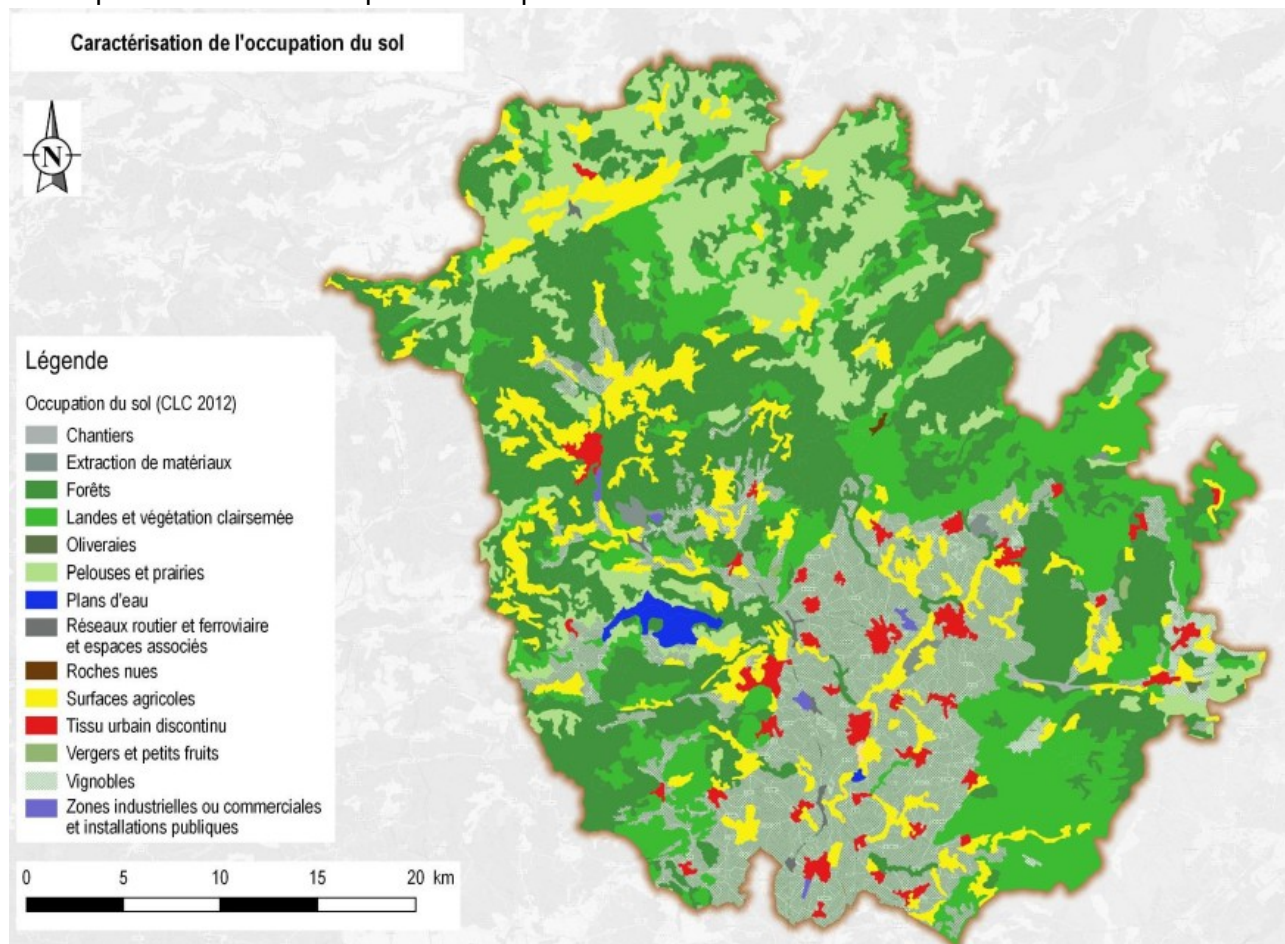 Caractérisation de l'occupation du sol
N
Légende
Occupation du sol (CLC 2012)
Chantiers
Extraction de matériaux
Forêts
Landes et végétation clairsemée
Oliveraies
Pelouses et prairies
Plans d'eau
Réseaux routier et ferroviaire
et espaces associés
Roches nues
Surfaces agricoles
Tissu urbain discontinu
Vergers et petits fruits
Vignobles
Zones industrielles ou commerciales
et installations publiques
0 5 10 15 20 km